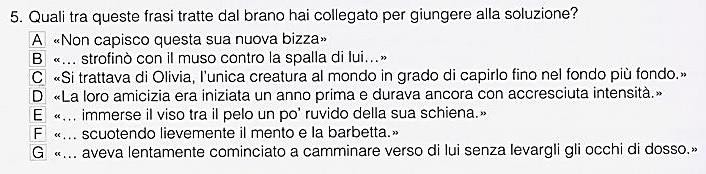 5. Quali tra queste frasi tratte dal brano hai collegato per giungere alla soluzione?
A «Non capisco questa sua nuova bizza»
B «... strofinò con il muso contro la spalla di lui...»
C «Si trattava di Olivia, l'unica creatura al mondo in grado di capirlo fino nel fondo più fondo.»
D «La loro amicizia era iniziata un anno prima e durava ancora con accresciuta intensità.»
E «... immerse il viso tra il pelo un po' ruvido della sua schiena.»
F «... scuotendo lievemente il mento e la barbetta.»
G «... aveva lentamente cominciato a camminare verso di lui senza levargli gli occhi di dosso.»